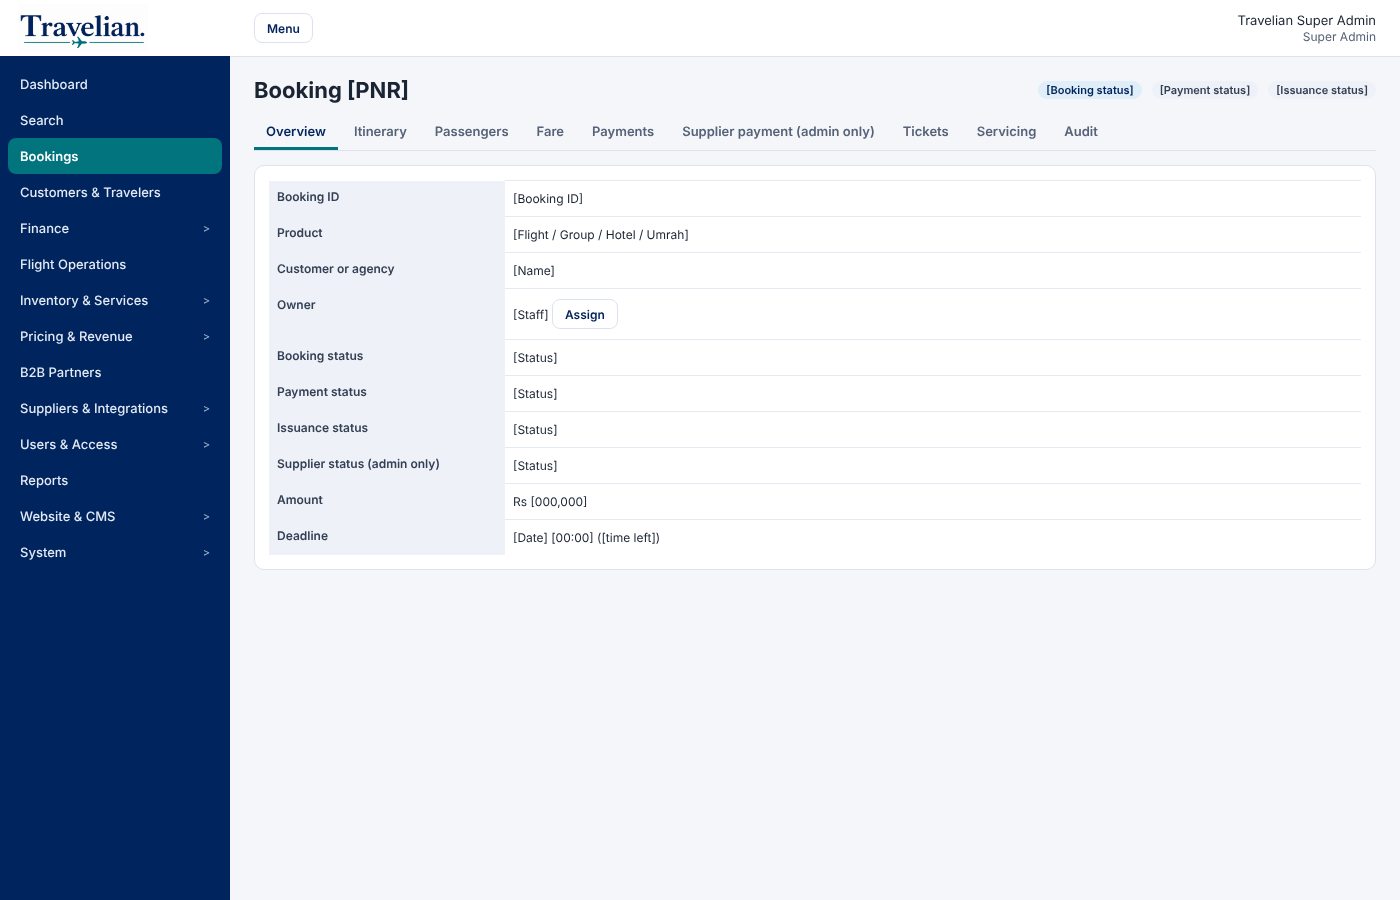 Travelian.
Menu
Travelian Super Admin
Super Admin
Dashboard
Search
Bookings
Customers & Travelers
Finance >
Flight Operations
Inventory & Services >
Pricing & Revenue >
B2B Partners
Suppliers & Integrations >
Users & Access >
Reports
Website & CMS >
System >
Booking [PNR]
[Booking status] [Payment status] [Issuance status]
Overview Itinerary Passengers Fare Payments Supplier payment (admin only) Tickets Servicing Audit
Booking ID [Booking ID]
Product [Flight / Group / Hotel / Umrah]
Customer or agency [Name]
Owner [Staff] Assign
Booking status [Status]
Payment status [Status]
Issuance status [Status]
Supplier status (admin only) [Status]
Amount Rs [000,000]
Deadline [Date] [00:00] ([time left])